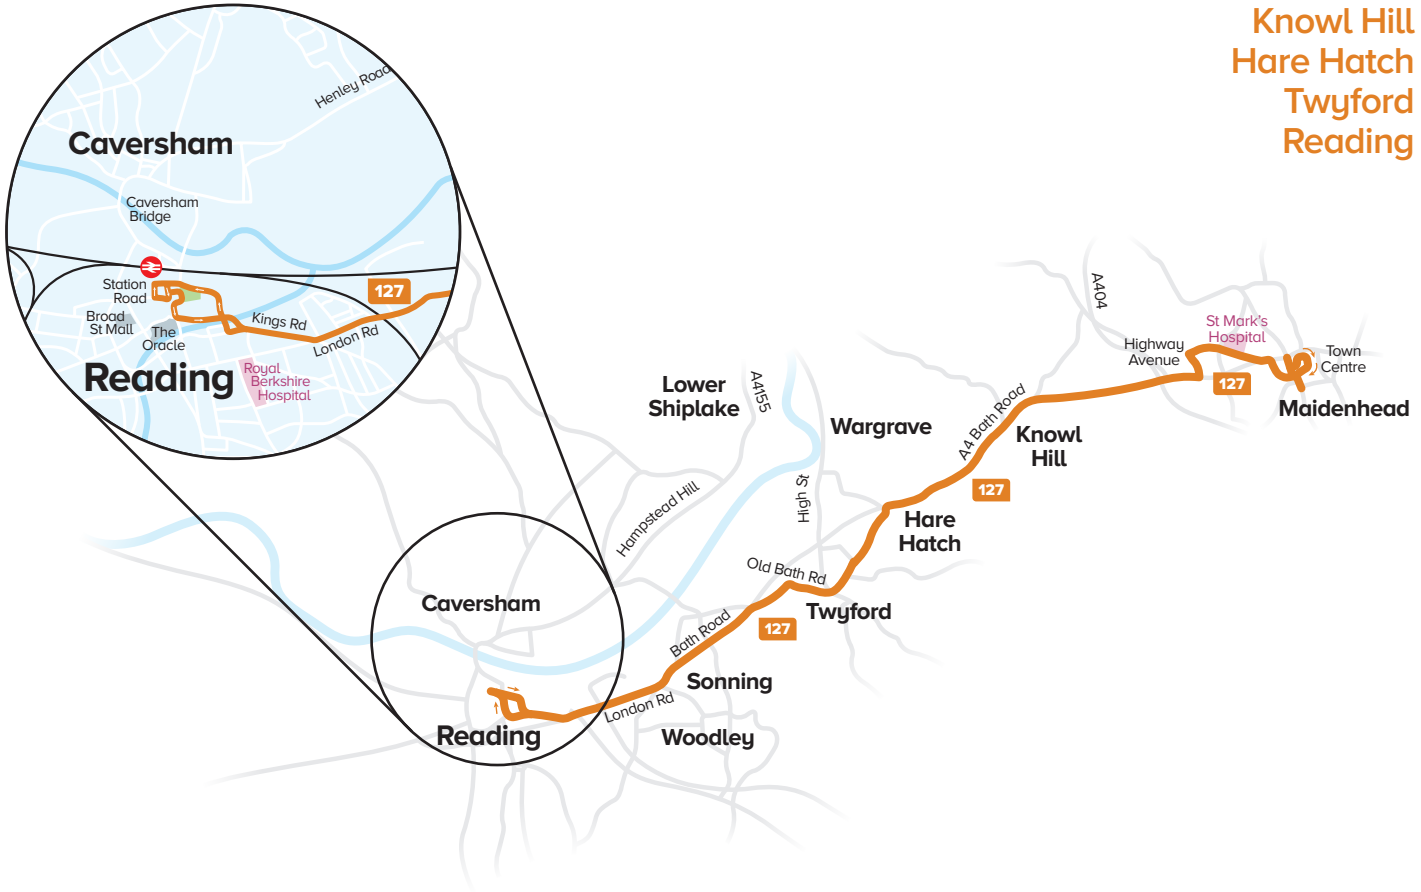 Knowl Hill
Hare Hatch
Twyford
Reading
Henley Road
Caversham
Caversham
Bridge
Station
Road
127
Broad
St Mall
The
Oracle
Kings Rd
London Rd
Reading
Royal
Berkshire
Hospital
A404
St Mark's
Hospital
Highway
Avenue
Town
Centre
127
Maidenhead
Lower
Shiplake
A4155
Wargrave
A4 Bath Road
Knowl
Hill
127
High St
Hampstead Hill
Hare
Hatch
Old Bath Rd
Twyford
Caversham
Bath Road
127
Sonning
London Rd
Reading
Woodley